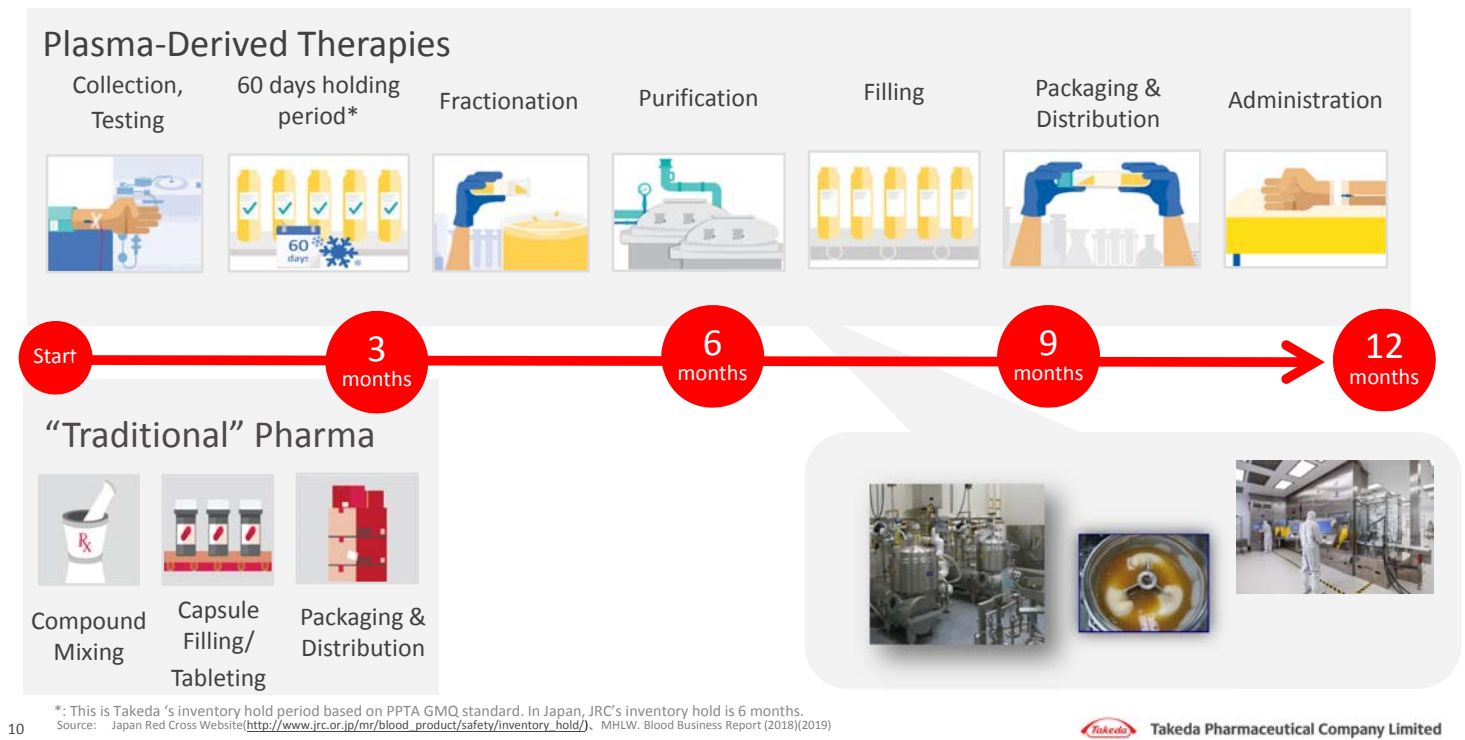 Plasma-Derived Therapies
Collection,
Testing
60 days holding
period*
Fractionation
Purification
Filling
Packaging &
Distribution
Administration
60
days
Start
3
months
6
months
9
months
12
months
“Traditional” Pharma
Rx
Compound
Mixing
Capsule
Filling/
Tableting
Packaging &
Distribution
*: This is Takeda ‘s inventory hold period based on PPTA GMQ standard. In Japan, JRC’s inventory hold is 6 months.
Source: Japan Red Cross Website(http://www.jrc.or.jp/mr/blood_product/safety/inventory_hold/)、MHLW. Blood Business Report (2018)(2019)
10
Takeda
Takeda Pharmaceutical Company Limited